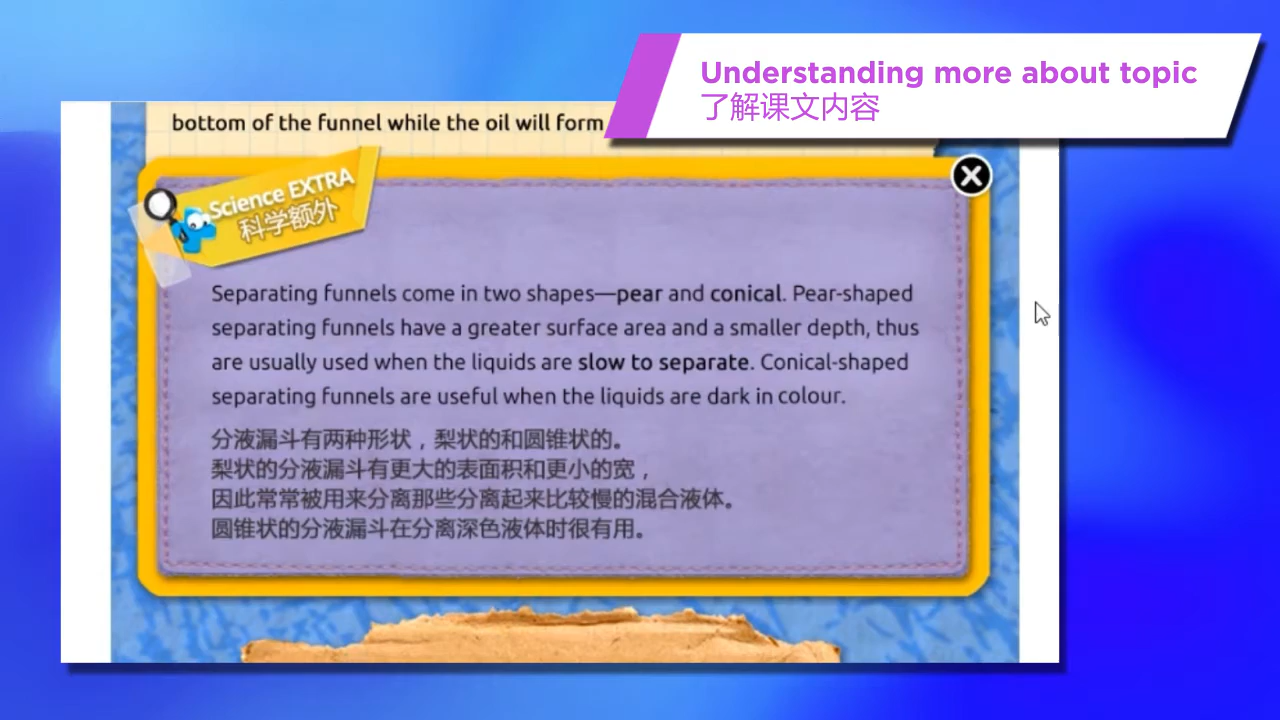 Understanding more about topic
了解课文内容
bottom of the funnel while the oil will form
Science EXTRA
科学额外
Separating funnels come in two shapes—pear and conical. Pear-shaped
separating funnels have a greater surface area and a smaller depth, thus
are usually used when the liquids are slow to separate. Conical-shaped
separating funnels are useful when the liquids are dark in colour.
分液漏斗有两种形状，梨状的和圆锥状的。
梨状的分液漏斗有更大的表面积和更小的宽，
因此常常被用来分离那些分离起来比较慢的混合液体。
圆锥状的分液漏斗在分离深色液体时很有用。